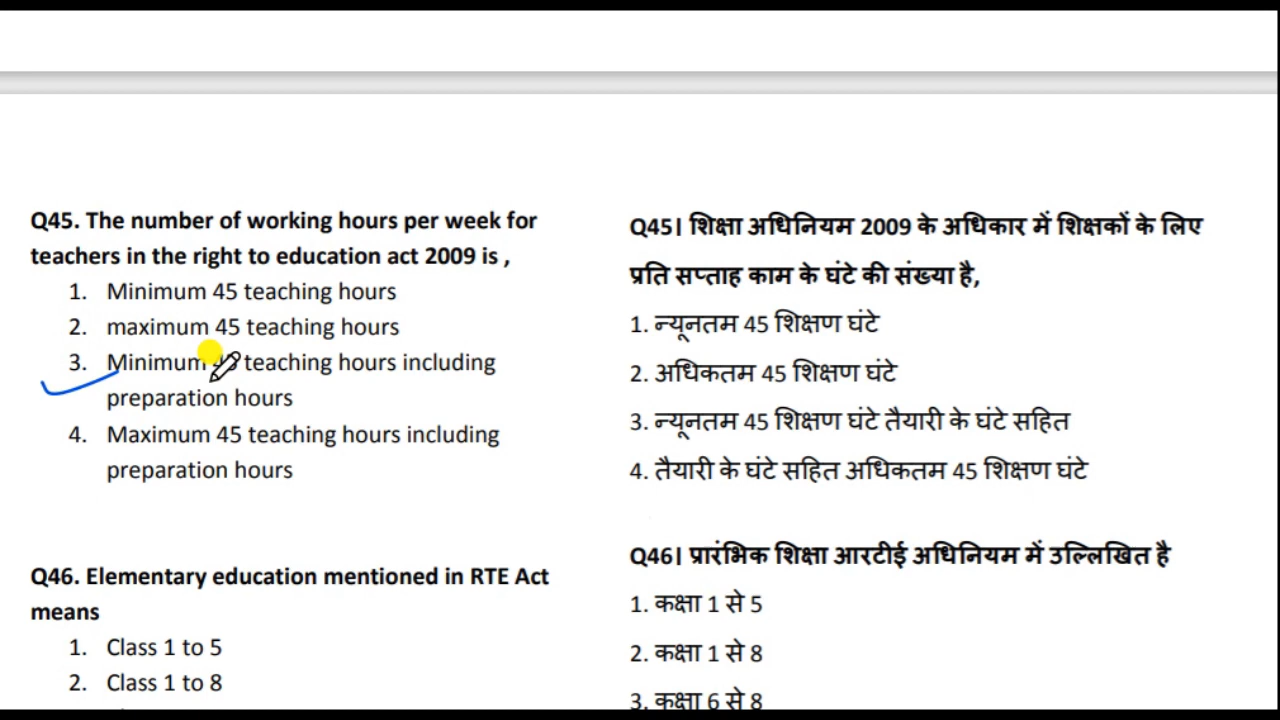 Q45. The number of working hours per week for
teachers in the right to education act 2009 is ,
1. Minimum 45 teaching hours
2. maximum 45 teaching hours
3. Minimum 45 teaching hours including
preparation hours
4. Maximum 45 teaching hours including
preparation hours
Q46. Elementary education mentioned in RTE Act
means
1. Class 1 to 5
2. Class 1 to 8
Q45। शिक्षा अधिनियम 2009 के अधिकार में शिक्षकों के लिए
प्रति सप्ताह काम के घंटे की संख्या है,
1. न्यूनतम 45 शिक्षण घंटे
2. अधिकतम 45 शिक्षण घंटे
3. न्यूनतम 45 शिक्षण घंटे तैयारी के घंटे सहित
4. तैयारी के घंटे सहित अधिकतम 45 शिक्षण घंटे
Q46। प्रारंभिक शिक्षा आरटीई अधिनियम में उल्लिखित है
1. कक्षा 1 से 5
2. कक्षा 1 से 8
3. कक्षा 6 से 8